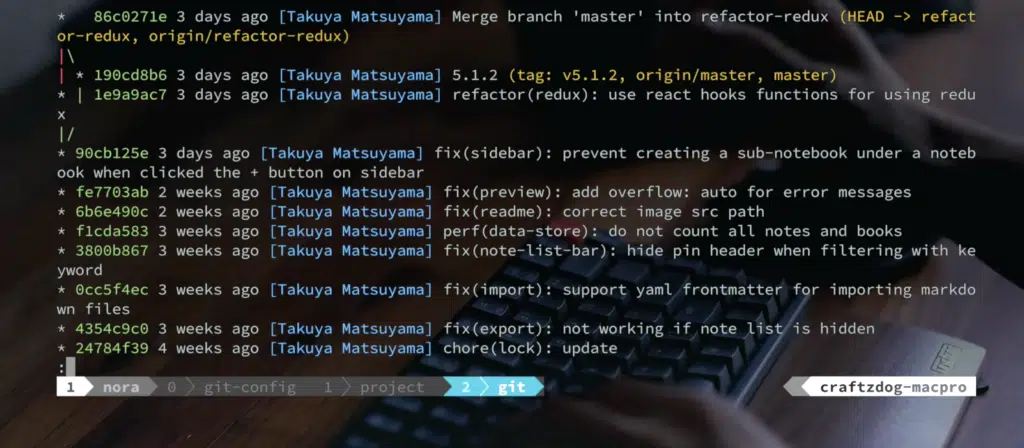 *   86c0271e 3 days ago [Takuya Matsuyama] Merge branch 'master' into refactor-redux (HEAD -> refact
or-redux, origin/refactor-redux)
|\
| * 190cd8b6 3 days ago [Takuya Matsuyama] 5.1.2 (tag: v5.1.2, origin/master, master)
* | 1e9a9ac7 3 days ago [Takuya Matsuyama] refactor(redux): use react hooks functions for using redu
x
|/
* 90cb125e 3 days ago [Takuya Matsuyama] fix(sidebar): prevent creating a sub-notebook under a noteb
ook when clicked the + button on sidebar
* fe7703ab 2 weeks ago [Takuya Matsuyama] fix(preview): add overflow: auto for error messages
* 6b6e490c 2 weeks ago [Takuya Matsuyama] fix(readme): correct image src path
* f1cda583 3 weeks ago [Takuya Matsuyama] perf(data-store): do not count all notes and books
* 3800b867 3 weeks ago [Takuya Matsuyama] fix(note-list-bar): hide pin header when filtering with ke
yword
* 0cc5f4ec 3 weeks ago [Takuya Matsuyama] fix(import): support yaml frontmatter for importing markdo
wn files
* 4354c9c0 3 weeks ago [Takuya Matsuyama] fix(export): not working if note list is hidden
* 24784f39 4 weeks ago [Takuya Matsuyama] chore(lock): update
:
1 nora 0 git-config 1 project 2 git craftzdog-macpro